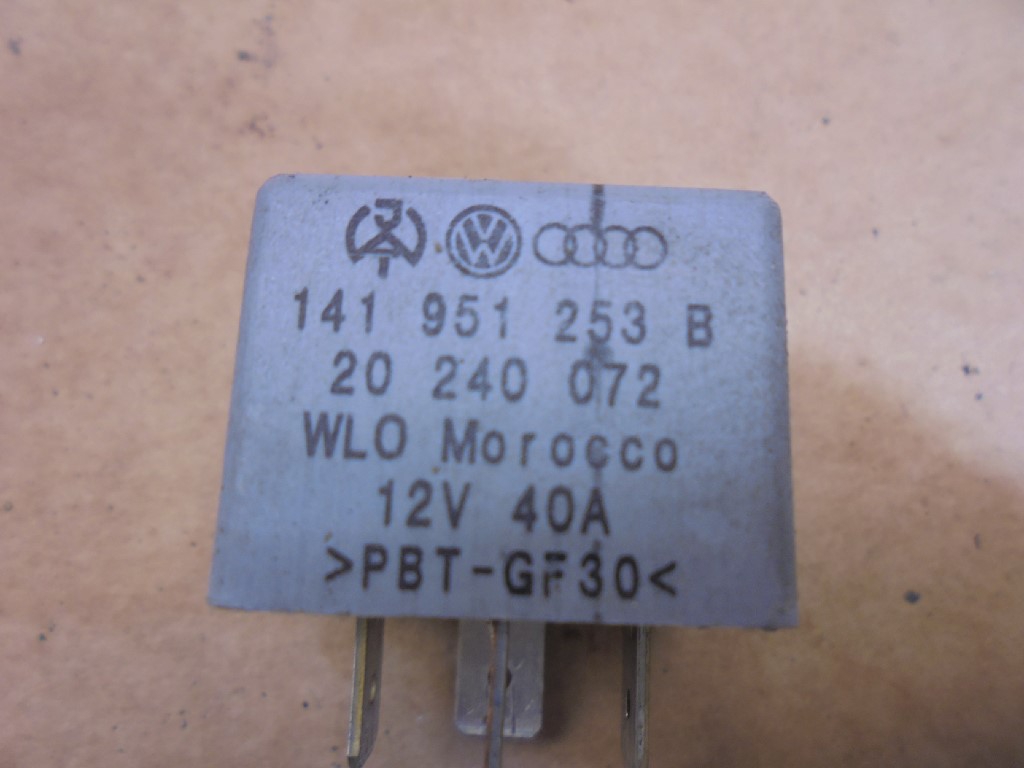 141 951 253 B
20 240 072
WLO Morocco
12V 40A
>PBT-GF30<